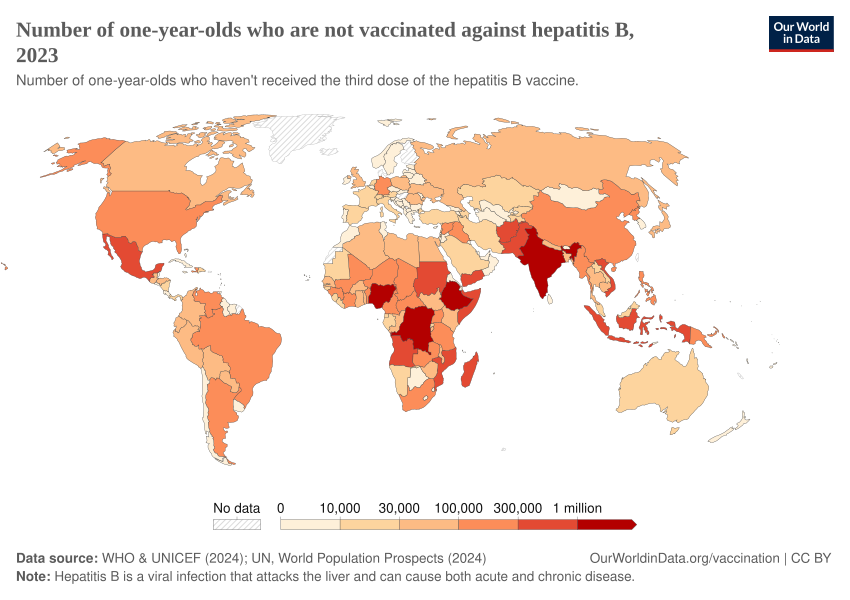 Number of one-year-olds who are not vaccinated against hepatitis B,
2023
Our World
in Data
Number of one-year-olds who haven't received the third dose of the hepatitis B vaccine.
No data
0
10,000
30,000
100,000
300,000
1 million
Data source: WHO & UNICEF (2024); UN, World Population Prospects (2024)
OurWorldinData.org/vaccination | CC BY
Note: Hepatitis B is a viral infection that attacks the liver and can cause both acute and chronic disease.